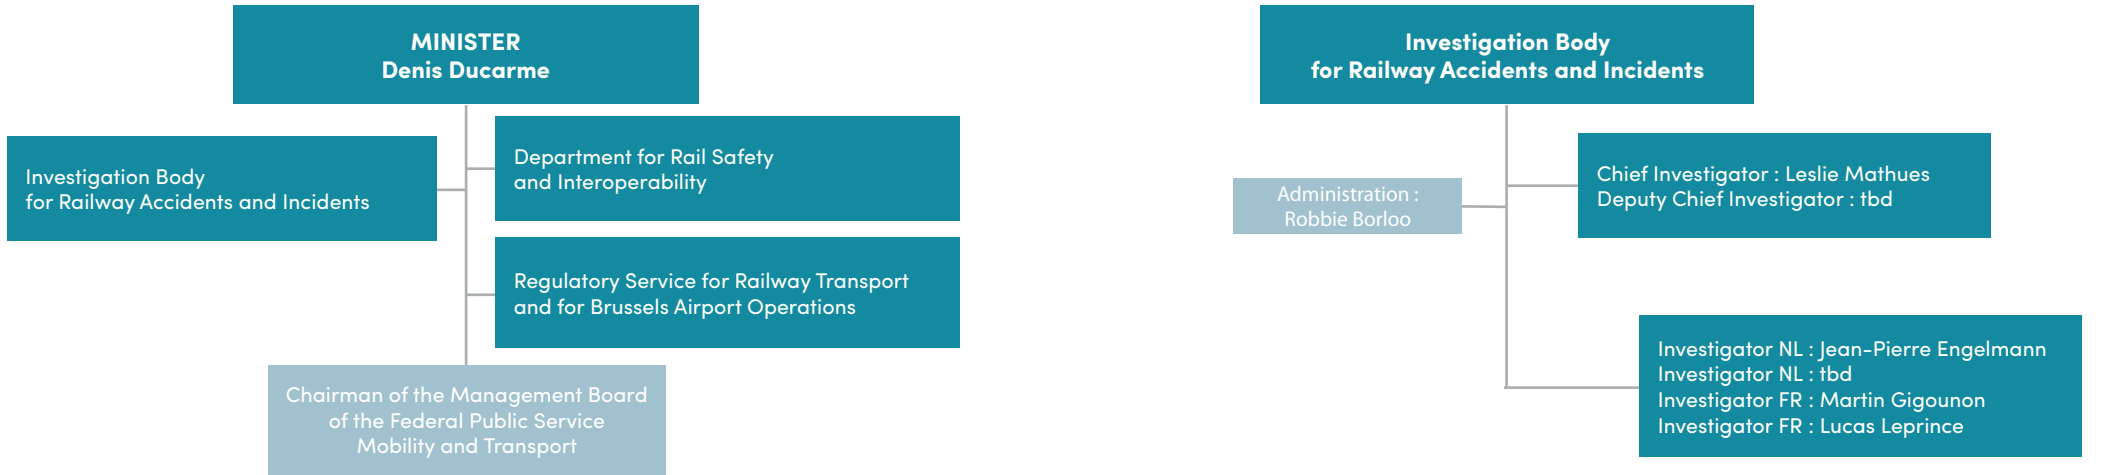 MINISTER
Denis Ducarme
Investigation Body
for Railway Accidents and Incidents
Department for Rail Safety
and Interoperability
Regulatory Service for Railway Transport
and for Brussels Airport Operations
Chairman of the Management Board
of the Federal Public Service
Mobility and Transport
Investigation Body
for Railway Accidents and Incidents
Administration :
Robbie Borloo
Chief Investigator : Leslie Mathues
Deputy Chief Investigator : tbd
Investigator NL : Jean-Pierre Engelmann
Investigator NL : tbd
Investigator FR : Martin Gigounon
Investigator FR : Lucas Leprince